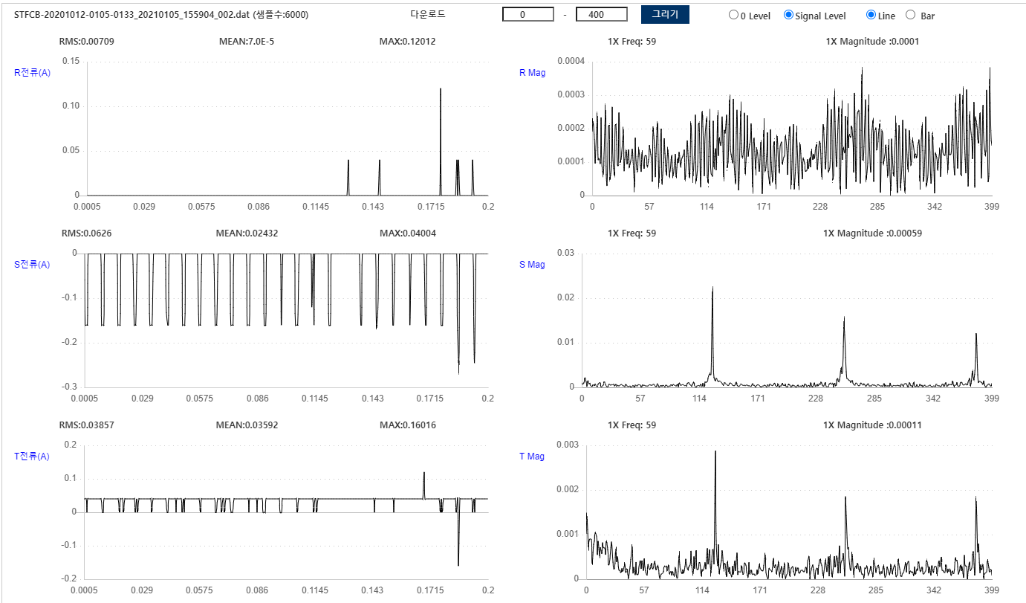 STFCB-20201012-0105-0133_20210105_155904_002.dat (샘플수:6000) 다운로드 0 - 400 그리기 0 Level Signal Level Line Bar
RMS:0.00709 MEAN:7.0E-5 MAX:0.12012 1X Freq: 59 1X Magnitude :0.0001
R전류(A)
0.15
0.10
0.05
0
0.0005 0.029 0.0575 0.086 0.1145 0.143 0.1715 0.2
R Mag
0.0004
0.0003
0.0002
0.0001
0
0 57 114 171 228 285 342 399
RMS:0.0626 MEAN:0.02432 MAX:0.04004 1X Freq: 59 1X Magnitude :0.00059
S전류(A)
0
-0.1
-0.2
-0.3
0.0005 0.029 0.0575 0.086 0.1145 0.143 0.1715 0.2
S Mag
0.03
0.02
0.01
0
0 57 114 171 228 285 342 399
RMS:0.03857 MEAN:0.03592 MAX:0.16016 1X Freq: 59 1X Magnitude :0.00011
T전류(A)
0.2
0.1
0
-0.1
-0.2
0.0005 0.029 0.0575 0.086 0.1145 0.143 0.1715 0.2
T Mag
0.003
0.002
0.001
0
0 57 114 171 228 285 342 399